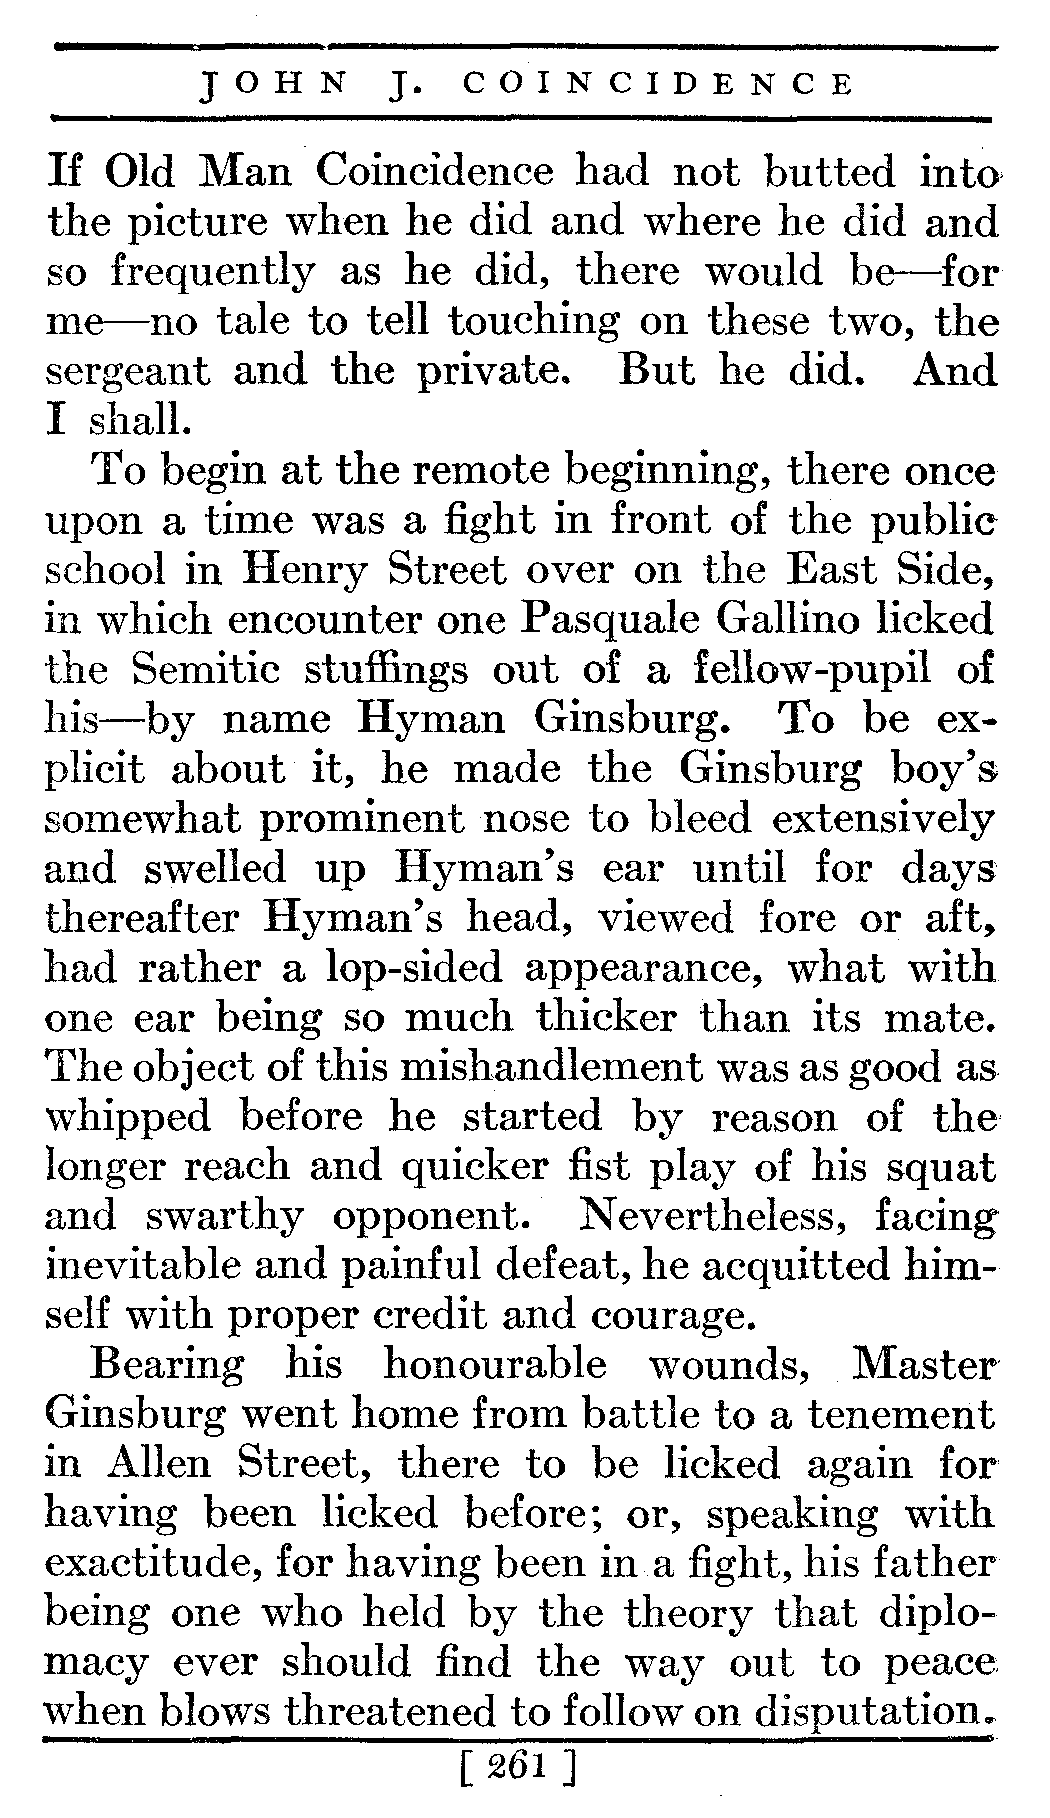 JOHN J. COINCIDENCE
If Old Man Coincidence had not butted into
the picture when he did and where he did and
so frequently as he did, there would be—for
me—no tale to tell touching on these two, the
sergeant and the private. But he did. And
I shall.
To begin at the remote beginning, there once
upon a time was a fight in front of the public
school in Henry Street over on the East Side,
in which encounter one Pasquale Gallino licked
the Semitic stuffings out of a fellow-pupil of
his—by name Hyman Ginsburg. To be ex-
plicit about it, he made the Ginsburg boy's
somewhat prominent nose to bleed extensively
and swelled up Hyman's ear until for days
thereafter Hyman's head, viewed fore or aft,
had rather a lop-sided appearance, what with
one ear being so much thicker than its mate.
The object of this mishandlement was as good as
whipped before he started by reason of the
longer reach and quicker fist play of his squat
and swarthy opponent. Nevertheless, facing
inevitable and painful defeat, he acquitted him-
self with proper credit and courage.
Bearing his honourable wounds, Master
Ginsburg went home from battle to a tenement
in Allen Street, there to be licked again for
having been licked before; or, speaking with
exactitude, for having been in a fight, his father
being one who held by the theory that diplo-
macy ever should find the way out to peace
when blows threatened to follow on disputation.
[ 261 ]